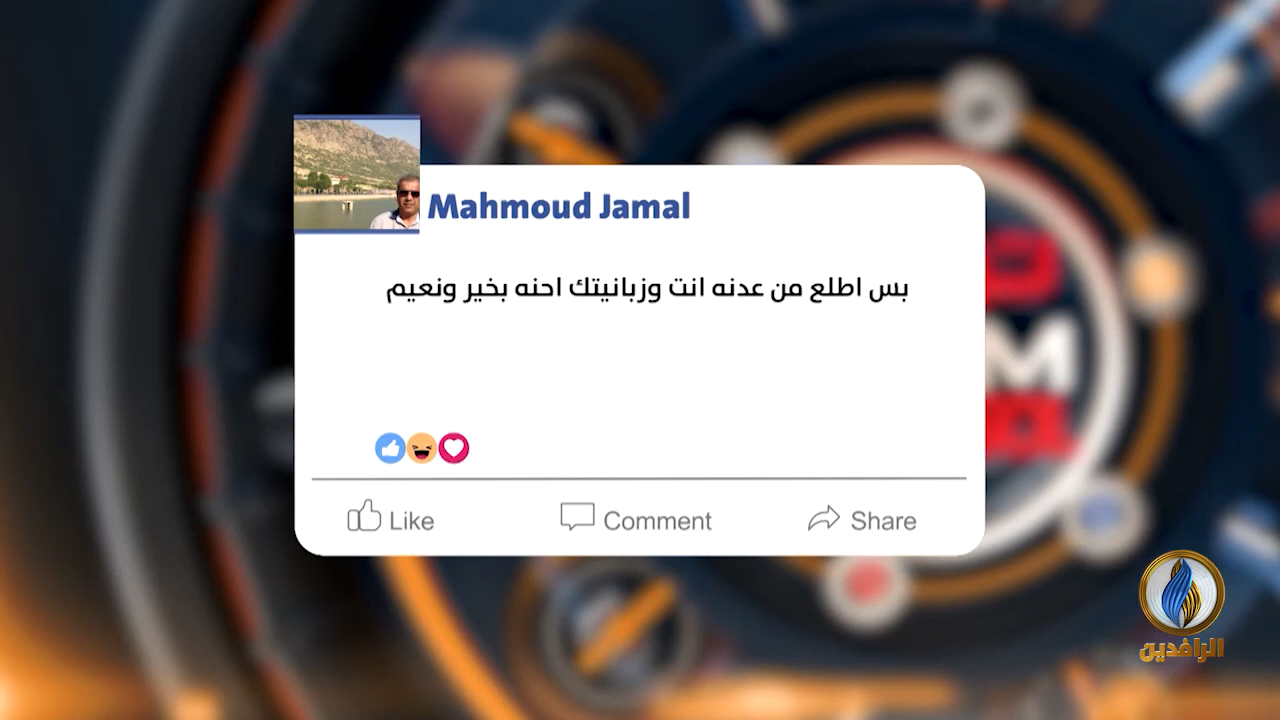 Mahmoud Jamal
بس اطلع من عدنه انت وزبانيتك احنه بخير ونعيم
Like
Comment
Share
الرافدين